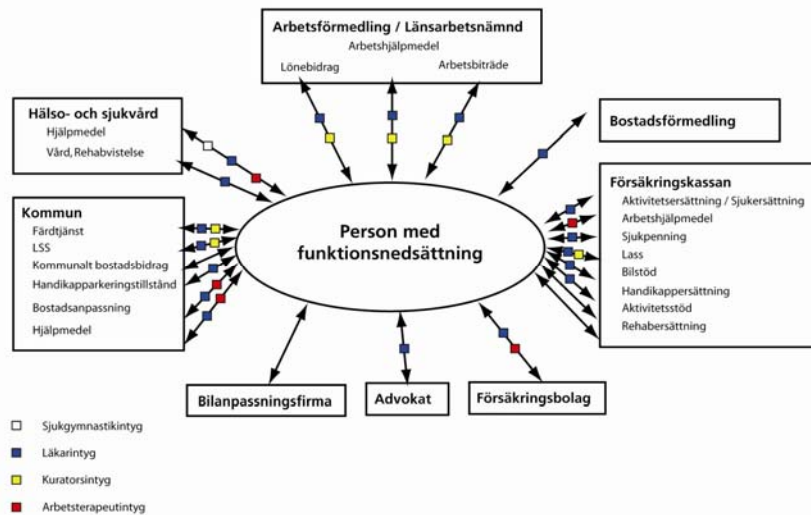 Arbetsförmedling / Länsarbetsnämnd
Arbetshjälpmedel
Lönebidrag
Arbetsbiträde
Hälso- och sjukvård
Hjälpmedel
Vård, Rehabvistelse
Bostadsförmedling
Kommun
Färdtjänst
LSS
Kommunalt bostadsbidrag
Handikapparkeringstillstånd
Bostadsanpassning
Hjälpmedel
Person med
funktionsnedsättning
Försäkringskassan
Aktivitetsersättning / Sjukersättning
Arbetshjälpmedel
Sjukpenning
Lass
Bilstöd
Handikappersättning
Aktivitetsstöd
Rehabersättning
Bilanpassningsfirma
Advokat
Försäkringsbolag
Sjukgymnastikintyg
Läkarintyg
Kuratorsintyg
Arbetsterapeutintyg